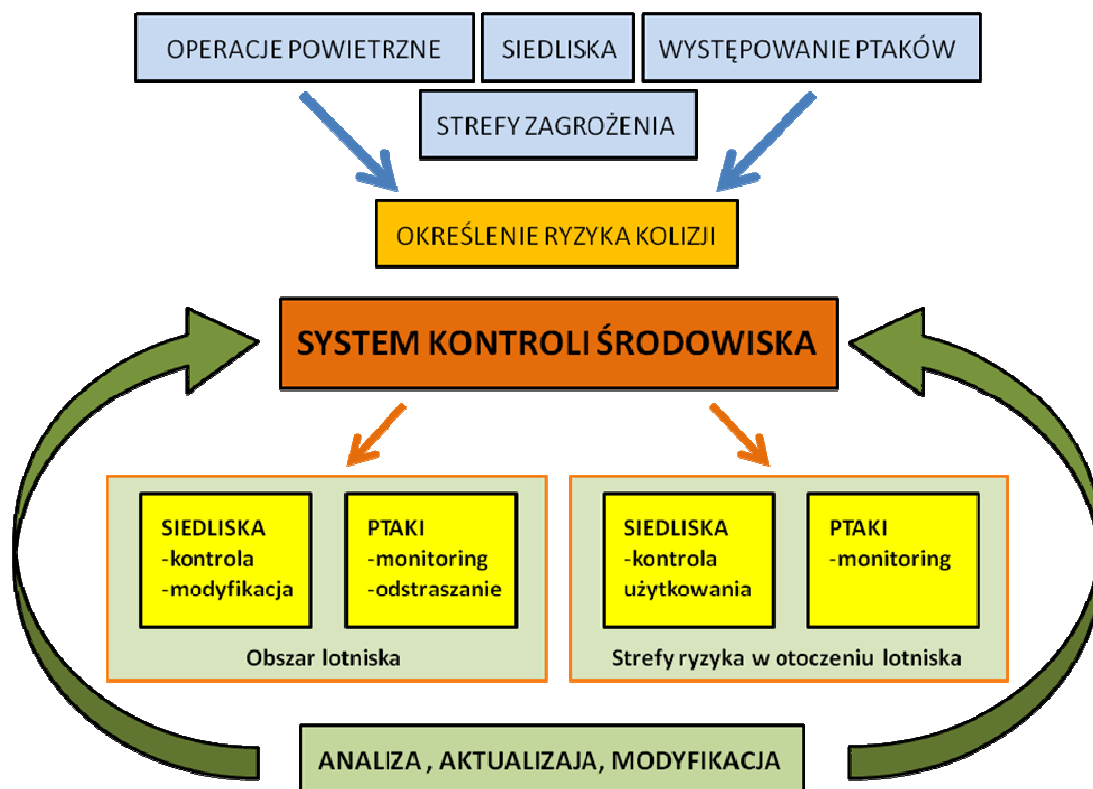 OPERACJE POWIETRZNE
SIEDLISKA
WYSTĘPOWANIE PTAKÓW
STREFY ZAGROŻENIA
OKREŚLENIE RYZYKA KOLIZJI
SYSTEM KONTROLI ŚRODOWISKA
SIEDLISKA
-kontrola
-modyfikacja
PTAKI
-monitoring
-odstraszanie
Obszar lotniska
SIEDLISKA
-kontrola
użytkowania
PTAKI
-monitoring
Strefy ryzyka w otoczeniu lotniska
ANALIZA , AKTUALIZAJA, MODYFIKACJA